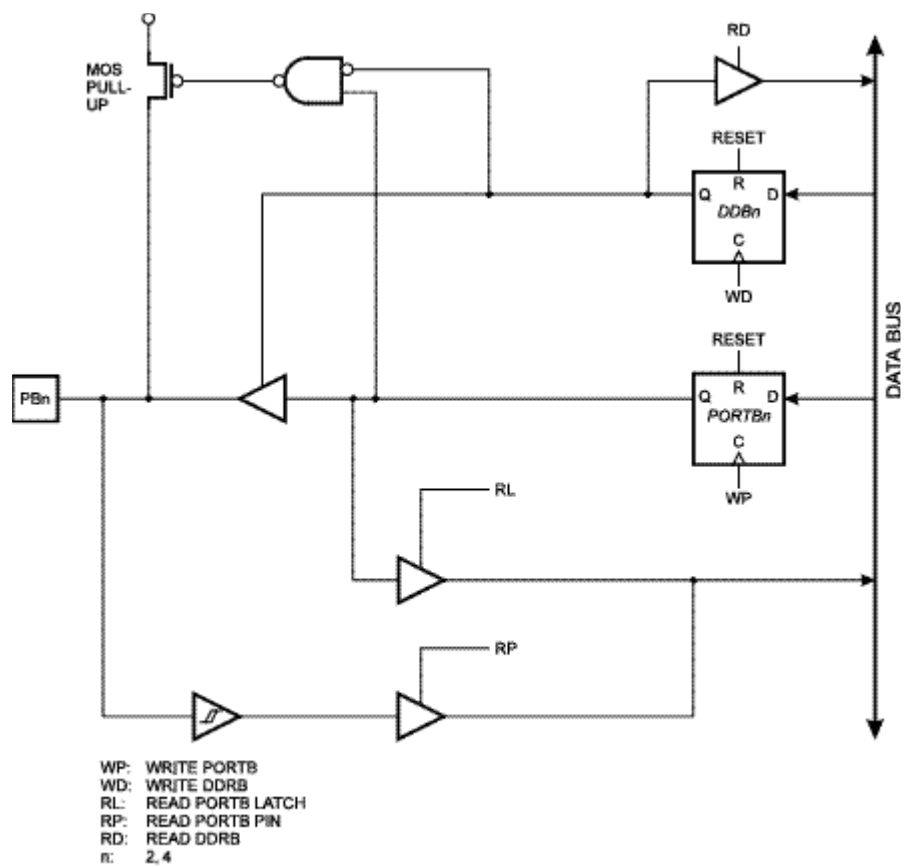 MOS
PULL-
UP
RD
RESET
R
Q
D
DDBn
C
WD
RESET
PBn
R
Q
D
PORTBn
C
WP
DATA BUS
RL
RP
WP: WRITE PORTB
WD: WRITE DDRB
RL: READ PORTB LATCH
RP: READ PORTB PIN
RD: READ DDRB
n: 2, 4